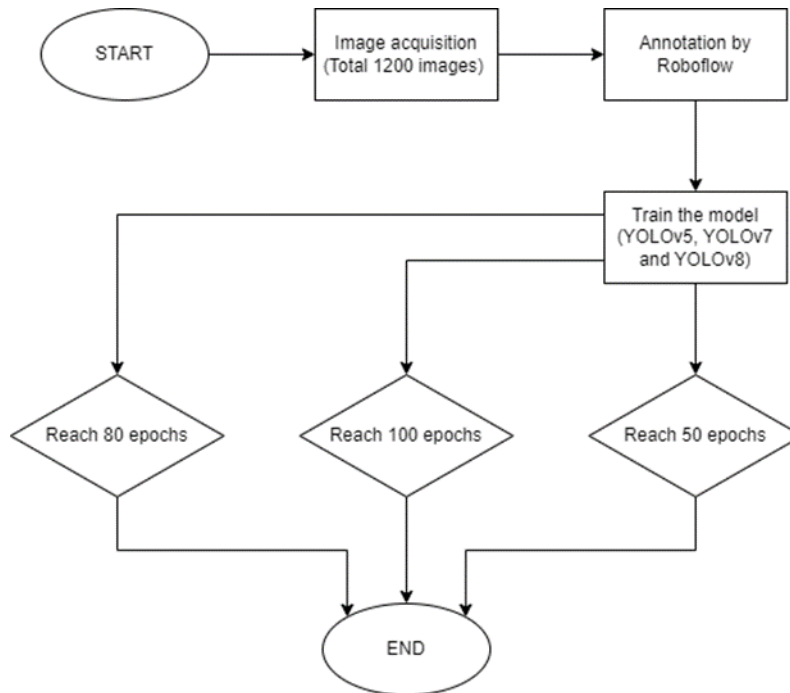 START
Image acquisition
(Total 1200 images)
Annotation by
Roboflow
Train the model
(YOLOv5, YOLOv7
and YOLOv8)
Reach 80 epochs
Reach 100 epochs
Reach 50 epochs
END